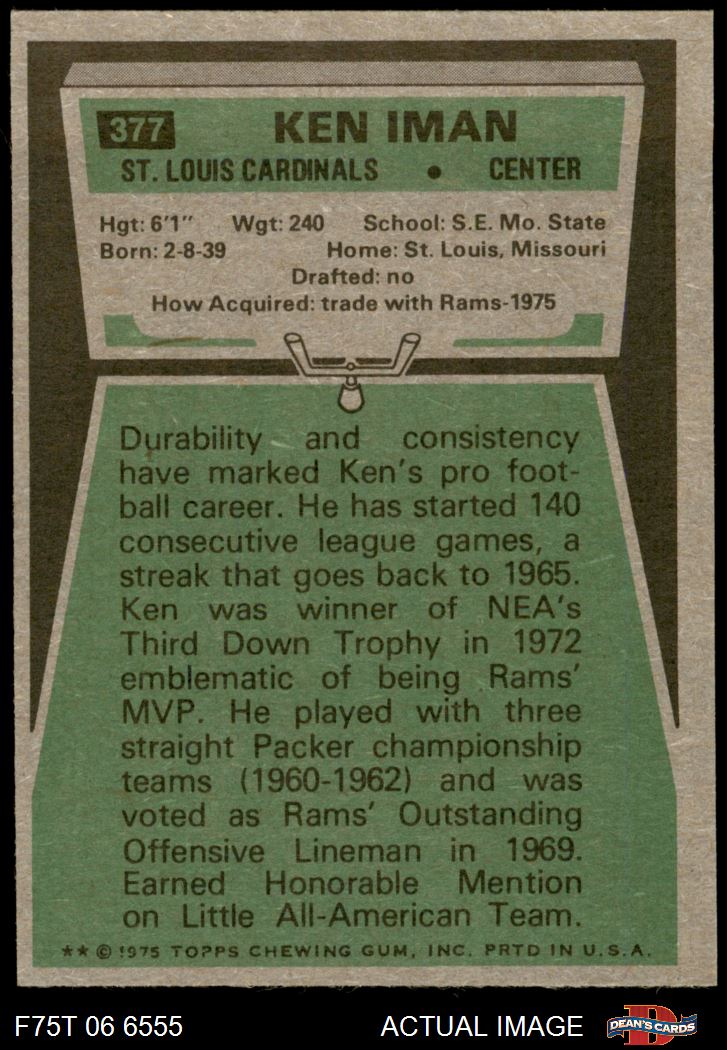 377 KEN IMAN
ST. LOUIS CARDINALS • CENTER
Hgt: 6'1" Wgt: 240 School: S.E. Mo. State
Born: 2-8-39 Home: St. Louis, Missouri
Drafted: no
How Acquired: trade with Rams-1975
Durability and consistency
have marked Ken's pro foot-
ball career. He has started 140
consecutive league games, a
streak that goes back to 1965.
Ken was winner of NEA's
Third Down Trophy in 1972
emblematic of being Rams'
MVP. He played with three
straight Packer championship
teams (1960-1962) and was
voted as Rams' Outstanding
Offensive Lineman in 1969.
Earned Honorable Mention
on Little All-American Team.
** © 1975 TOPPS CHEWING GUM, INC. PRTD IN U.S.A.
F75T 06 6555 ACTUAL IMAGE D DEAN'S CARDS